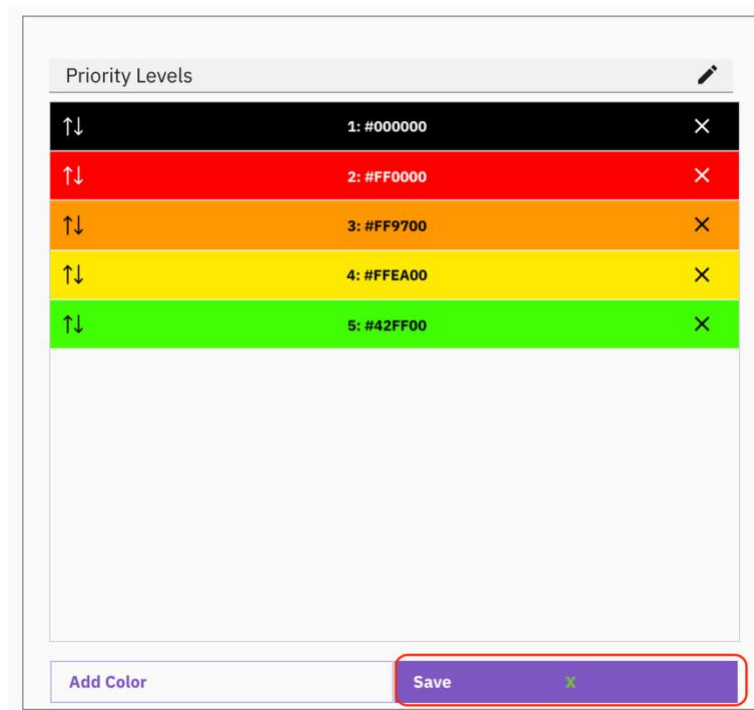 Priority Levels
1: #000000
2: #FF0000
3: #FF9700
4: #FFEA00
5: #42FF00
Add Color
Save X